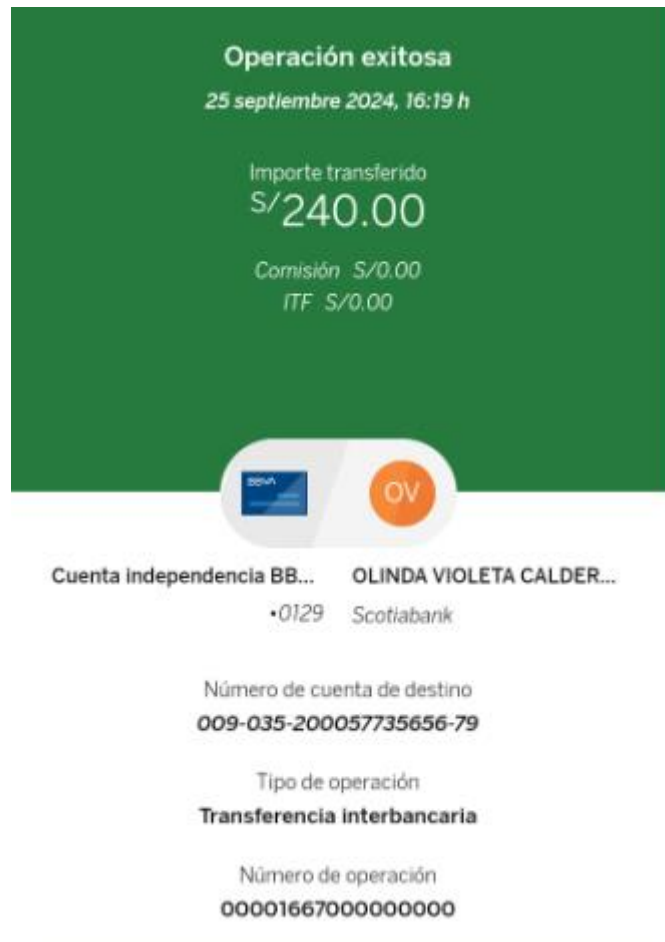 Operación exitosa
25 septiembre 2024, 16:19 h
Importe transferido
S/240.00
Comisión S/0.00
ITF S/0.00
BBVA
OV
Cuenta independencia BB... OLINDA VIOLETA CALDER...
•0129 Scotiabank
Número de cuenta de destino
009-035-200057735656-79
Tipo de operación
Transferencia interbancaria
Número de operación
00001667000000000